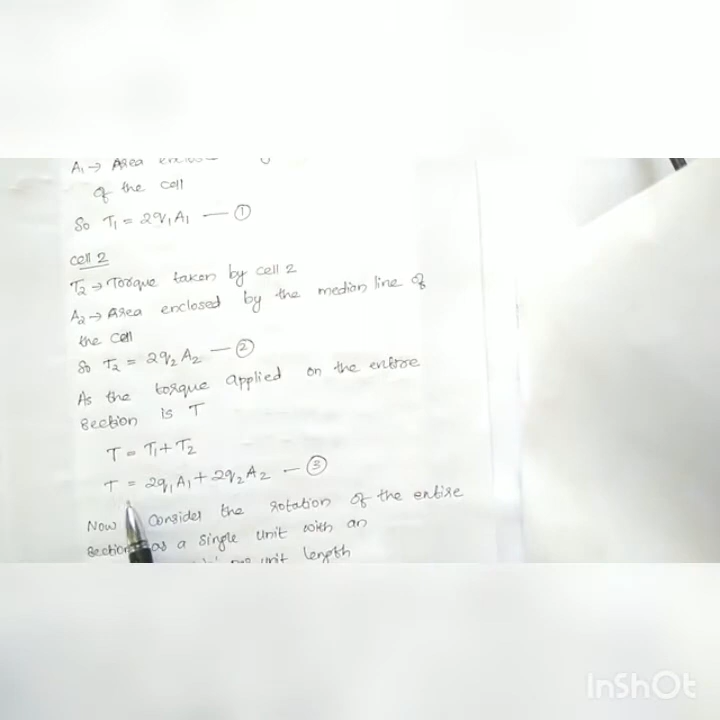 A₁ → Area
of the cell
So T₁ = 2q₁A₁ — ①
cell 2
T₂ → Torque taken by cell 2
A₂ → Area enclosed by the median line of
the cell
So T₂ = 2q₂A₂ — ②
As the torque applied on the entire
section is T
T = T₁ + T₂
T = 2q₁A₁ + 2q₂A₂ — ③
Now consider the rotation of the entire
section as a single unit with an
unit length
InShOt